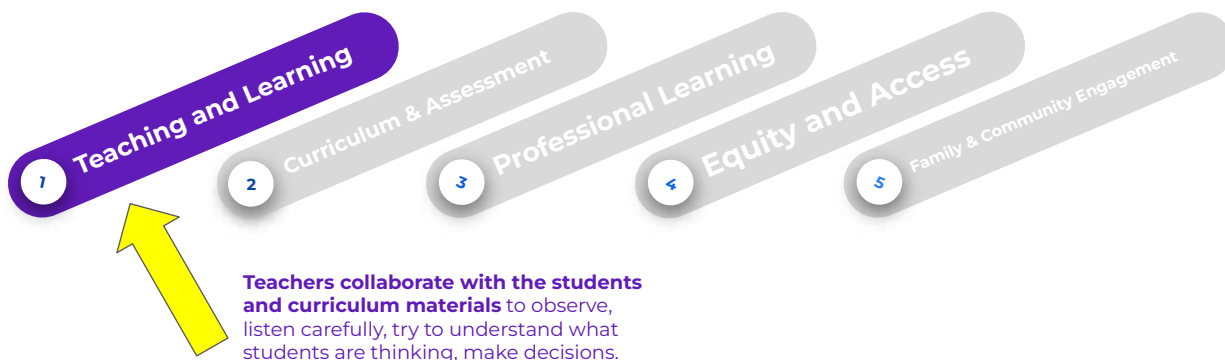 1
Teaching and Learning
2
Curriculum & Assessment
3
Professional Learning
4
Equity and Access
5
Family & Community Engagement
Teachers collaborate with the students
and curriculum materials to observe,
listen carefully, try to understand what
students are thinking, make decisions.